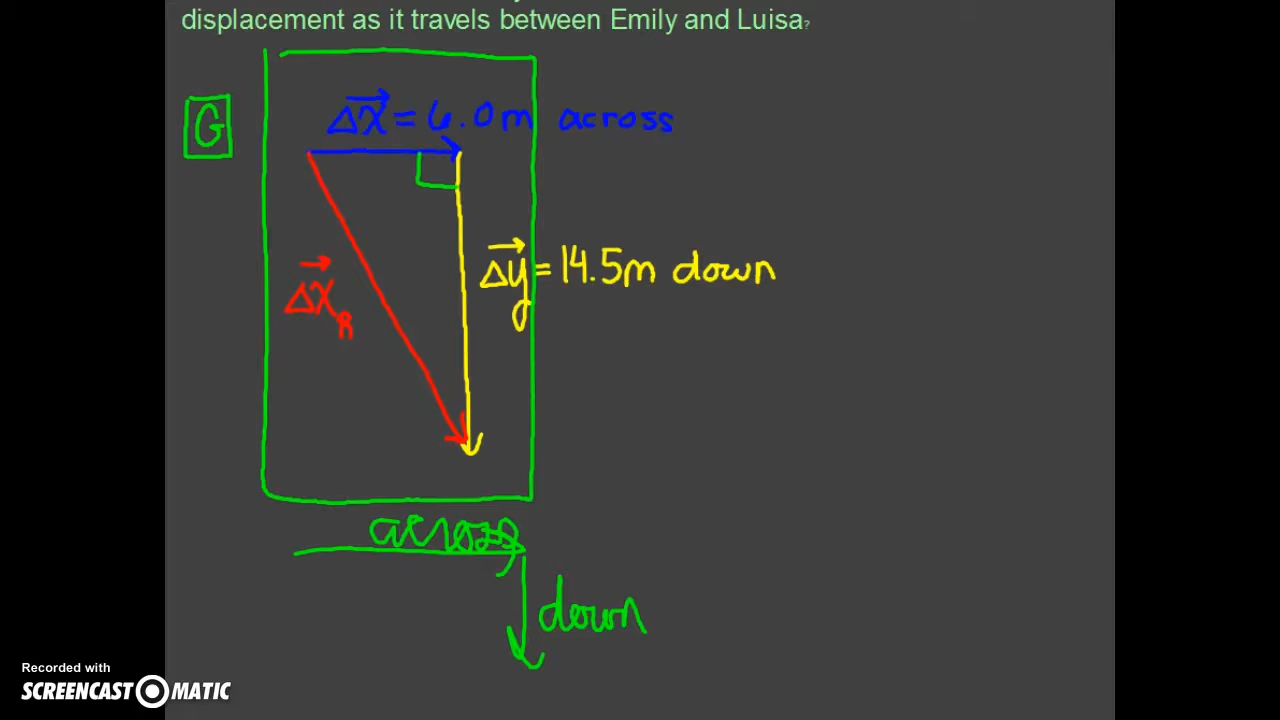 displacement as it travels between Emily and Luisa?
G
Δx = 6.0m across
Δy = 14.5m down
Δx_R
across
down
Recorded with
SCREENCAST MATIC